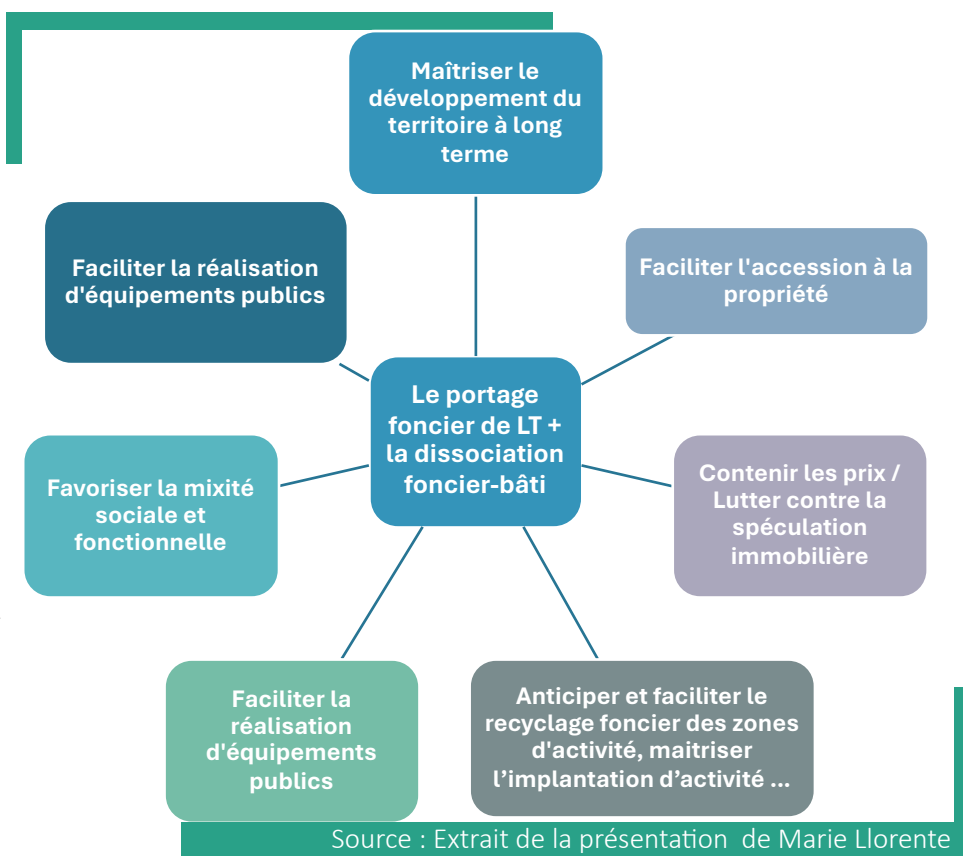 Maîtriser le
développement du
territoire à long
terme
Faciliter la réalisation
d'équipements publics
Faciliter l'accession à la
propriété
Le portage
foncier de LT +
la dissociation
foncier-bâti
Favoriser la mixité
sociale et
fonctionnelle
Contenir les prix /
Lutter contre la
spéculation
immobilière
Faciliter la
réalisation
d'équipements
publics
Anticiper et faciliter le
recyclage foncier des zones
d'activité, maitriser
l’implantation d’activité ...
Source : Extrait de la présentation de Marie Llorente